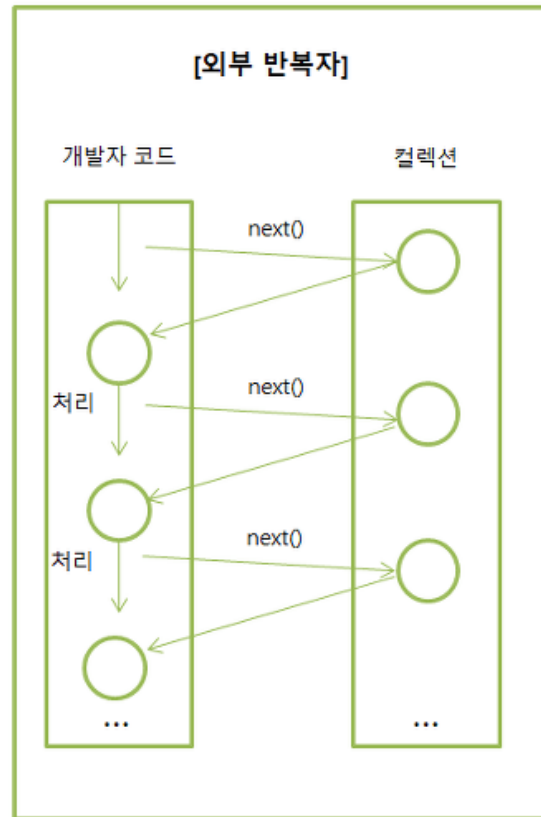 [외부 반복자]
개발자 코드
컬렉션
next()
처리
next()
처리
next()
...
...